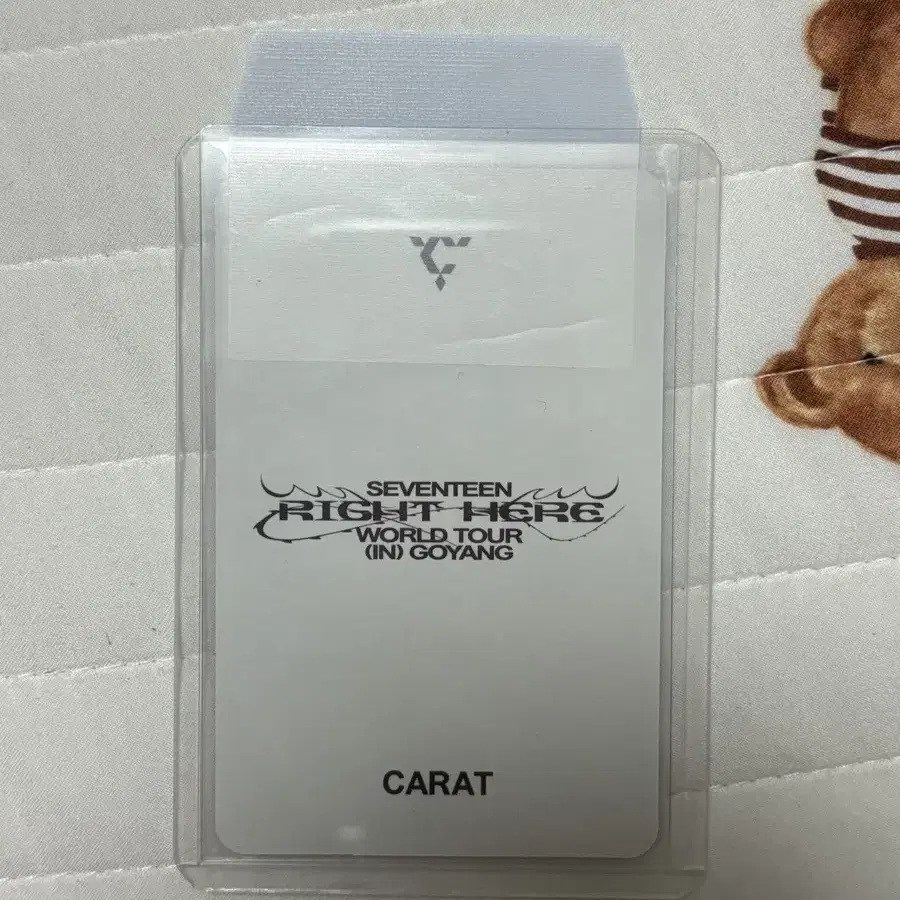 SEVENTEEN
RIGHT HERE
WORLD TOUR
(IN) GOYANG
CARAT